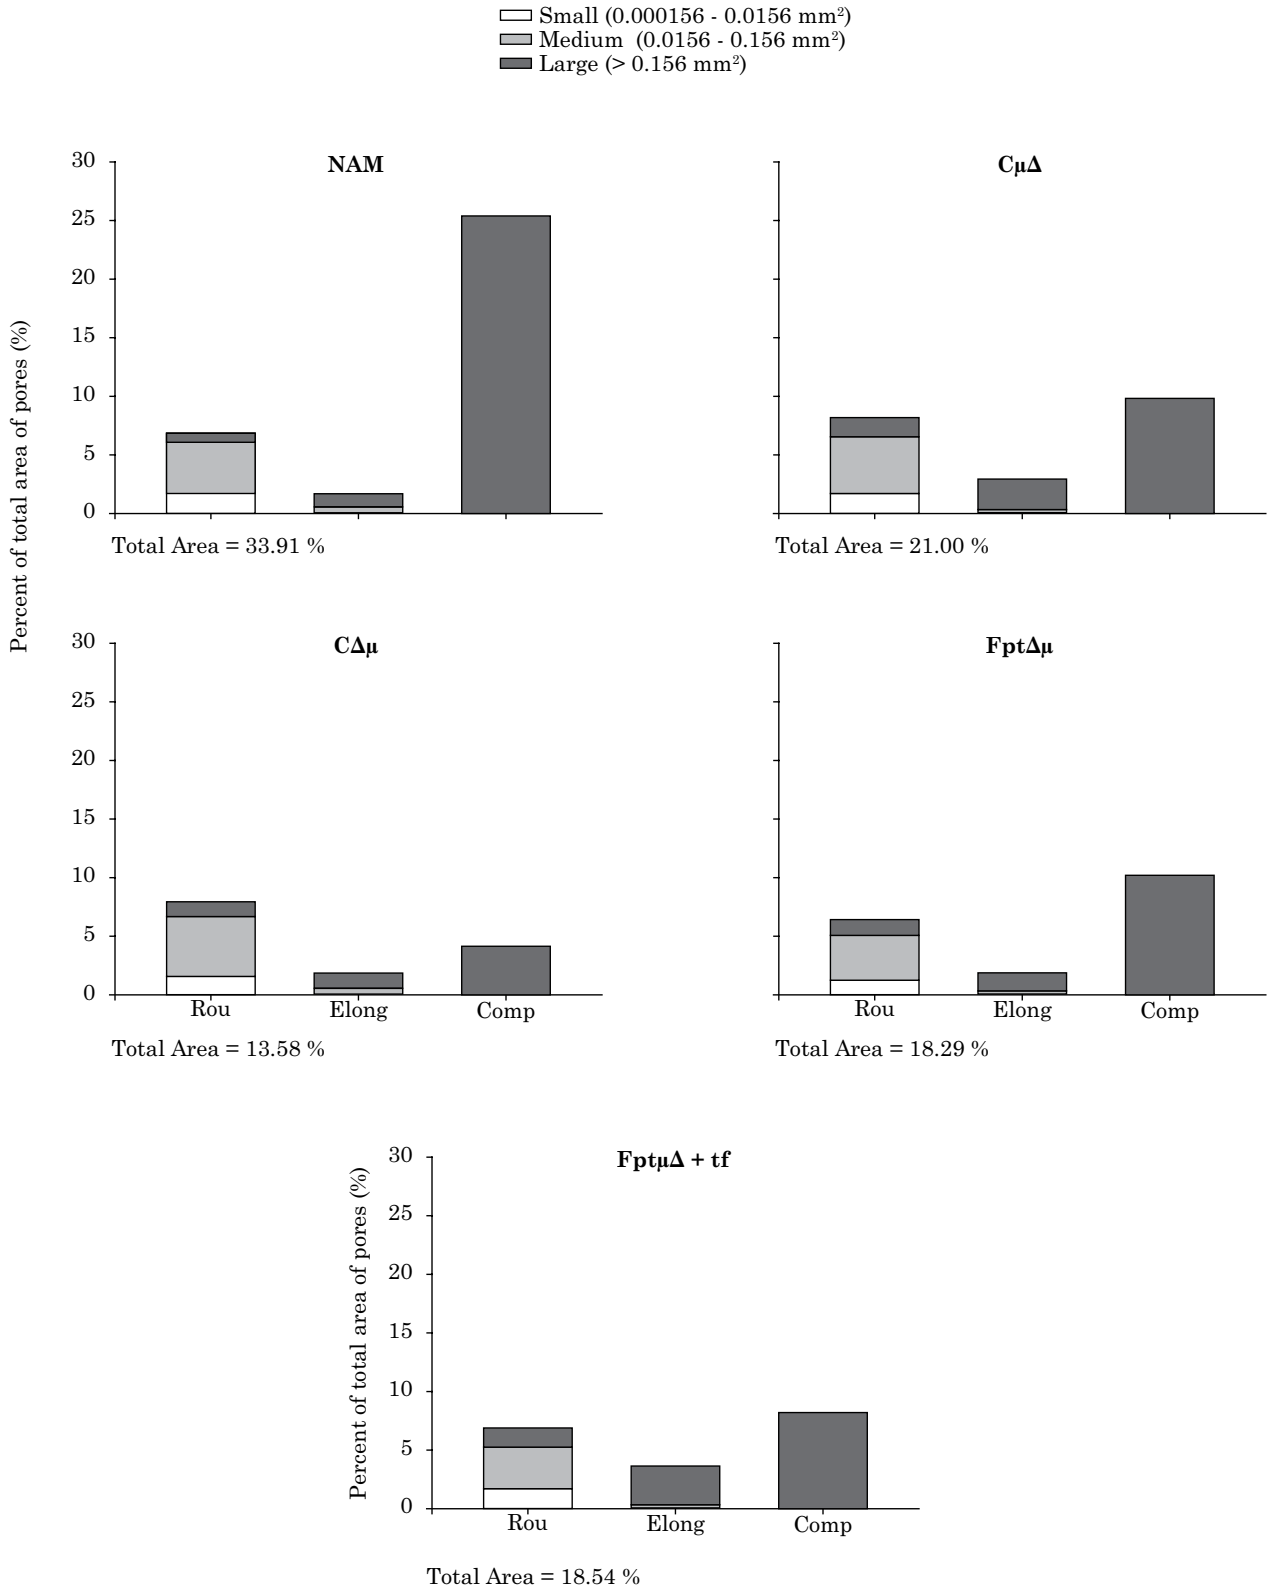 Small (0.000156 - 0.0156 mm²)
Medium (0.0156 - 0.156 mm²)
Large (> 0.156 mm²)
Percent of total area of pores (%)
NAM
30
25
20
15
10
5
0
Total Area = 33.91 %
CμΔ
Total Area = 21.00 %
CΔμ
30
25
20
15
10
5
0
Rou Elong Comp
Total Area = 13.58 %
FptΔμ
Rou Elong Comp
Total Area = 18.29 %
Percent of total area of pores (%)
FptμΔ + tf
30
25
20
15
10
5
0
Rou Elong Comp
Total Area = 18.54 %